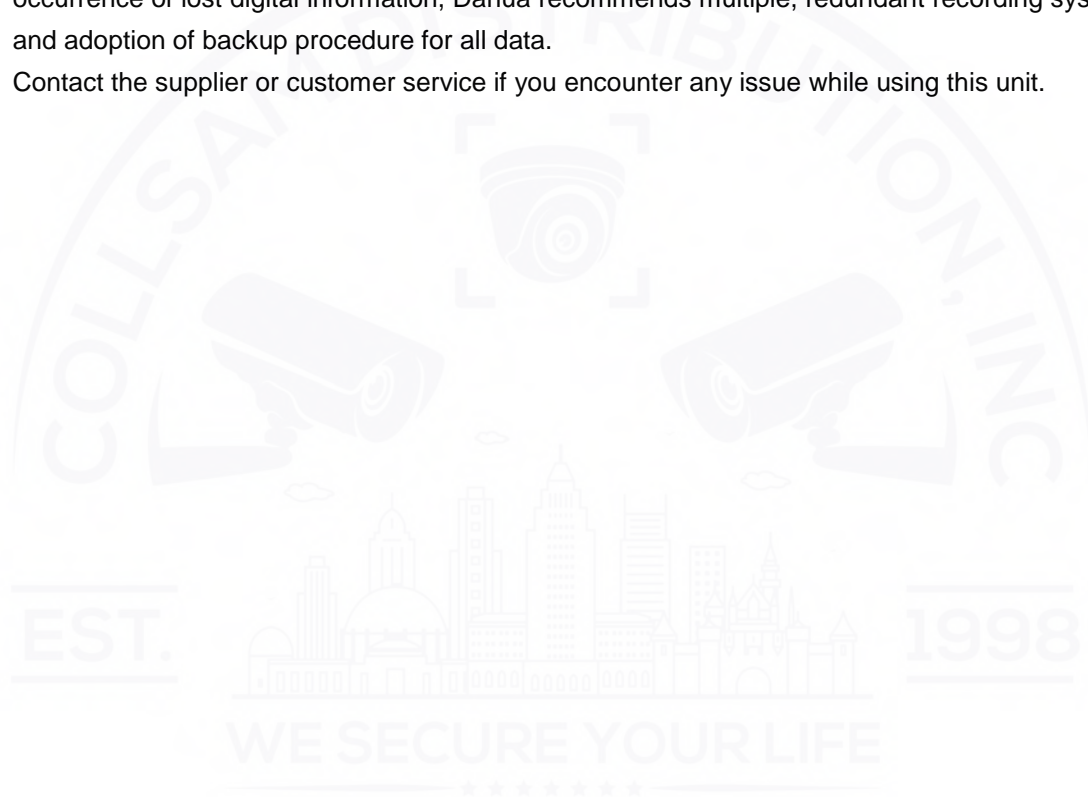 occurrence of lost digital information, Dahua recommends multiple, redundant recording
and adoption of backup procedure for all data.
Contact the supplier or customer service if you encounter any issue while using this unit.
COLLSAM DISTRIBUTION, INC
EST. 1998
WE SECURE YOUR LIFE